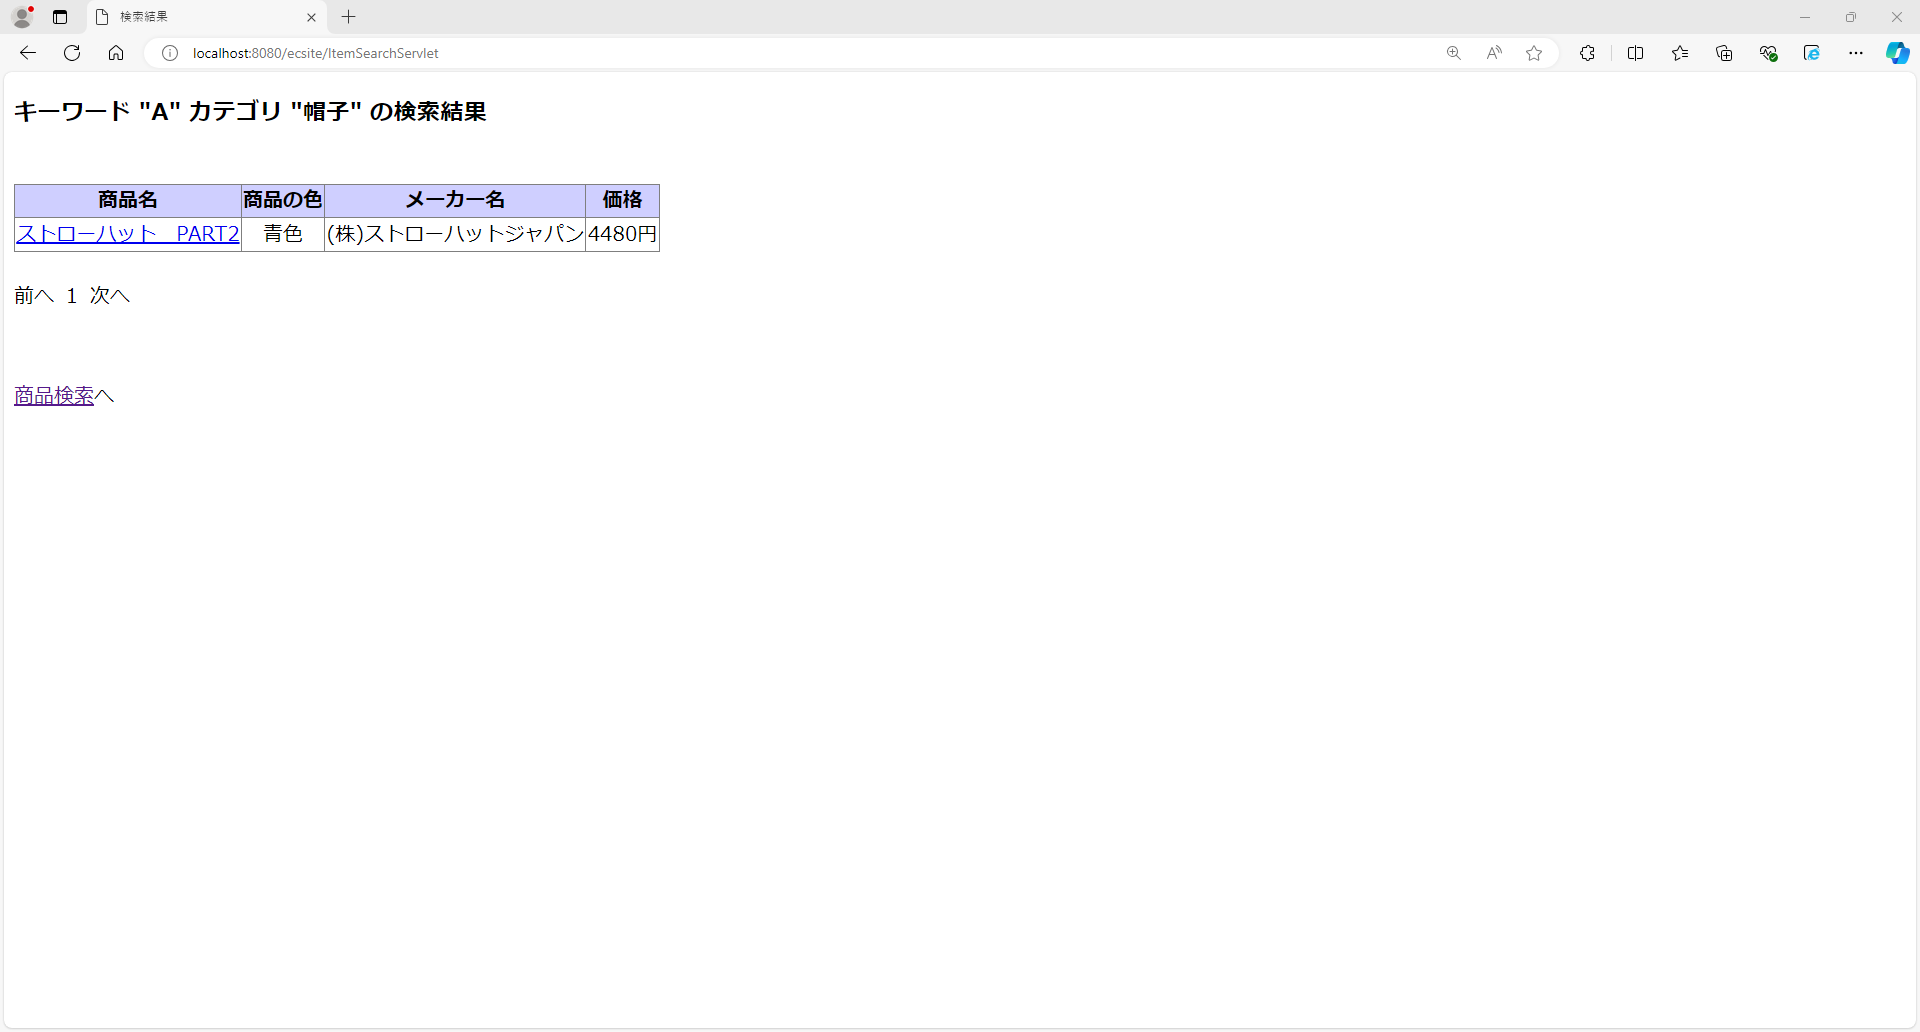 検索結果
localhost:8080/ecsite/ItemSearchServlet
キーワード "A" カテゴリ "帽子" の検索結果
商品名 商品の色 メーカー名 価格
ストローハット　PART2 青色 (株)ストローハットジャパン 4480円
前へ 1 次へ
商品検索へ